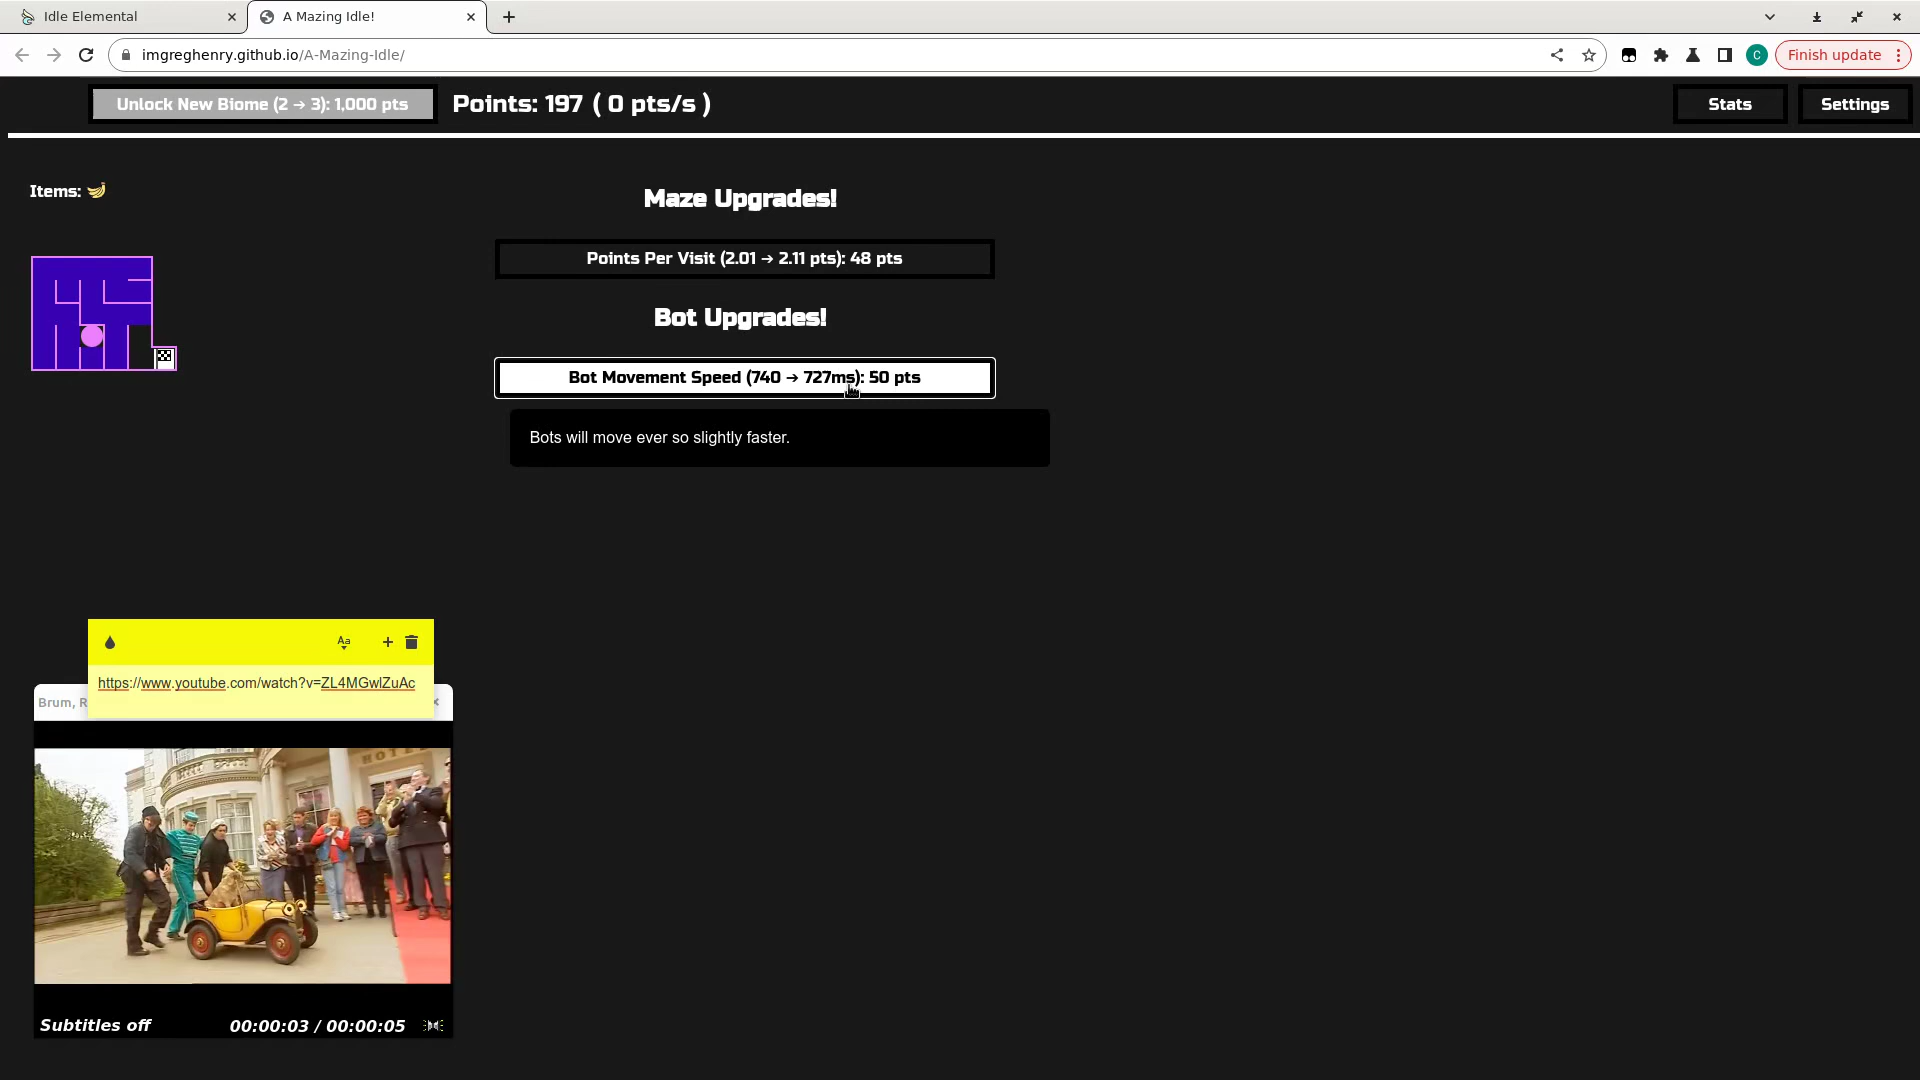 Idle Elemental
A Mazing Idle!
imgreghenry.github.io/A-Mazing-Idle/
C
Finish update
Unlock New Biome (2 → 3): 1,000 pts
Points: 197 ( 0 pts/s )
Stats
Settings
Items: 🍌
Maze Upgrades!
Points Per Visit (2.01 → 2.11 pts): 48 pts
Bot Upgrades!
Bot Movement Speed (740 → 727ms): 50 pts
Bots will move ever so slightly faster.
Aa
https://www.youtube.com/watch?v=ZL4MGwlZuAc
Brum, R
HOTEL
Subtitles off
00:00:03 / 00:00:05